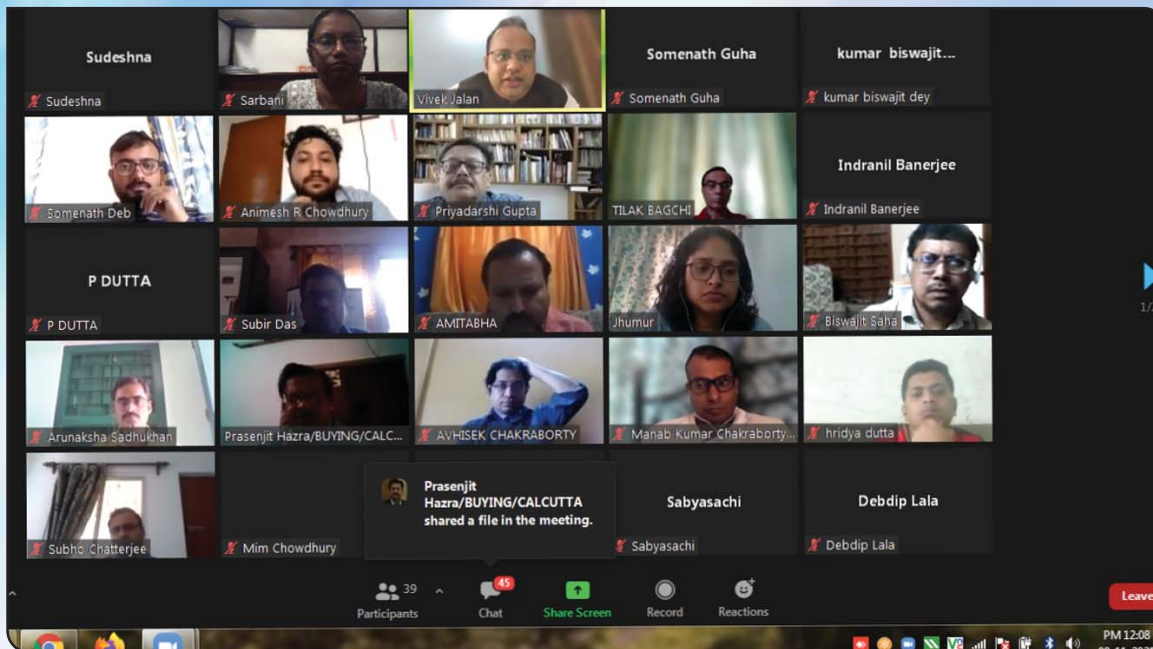 Sudeshna
Sudeshna
Sarbani
Vivek Jalan
Somenath Guha
Somenath Guha
kumar biswajit...
kumar biswajit dey
Somenath Deb
Animesh R Chowdhury
Priyadarshi Gupta
TILAK BAGCHI
Indranil Banerjee
Indranil Banerjee
P DUTTA
P DUTTA
Subir Das
AMITABHA
Jhumur
Biswajit Saha
Arunaksha Sadhukhan
Prasenjit Hazra/BUYING/CALC...
AVHISEK CHAKRABORTY
Manab Kumar Chakraborty...
hridya dutta
Subho Chatterjee
Mim Chowdhury
Prasenjit
Hazra/BUYING/CALCUTTA
shared a file in the meeting.
Sabyasachi
Sabyasachi
Debdip Lala
Debdip Lala
39
Participants
45
Chat
Share Screen
Record
Reactions
Leave
PM 12:08